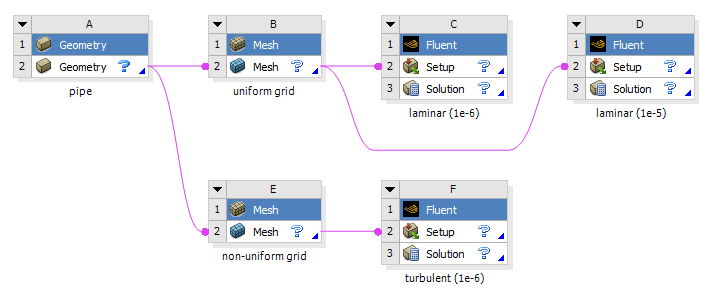 A
1 Geometry
2 Geometry ?
pipe
B
1 Mesh
2 Mesh ?
uniform grid
C
1 Fluent
2 Setup ?
3 Solution ?
laminar (1e-6)
D
1 Fluent
2 Setup ?
3 Solution ?
laminar (1e-5)
E
1 Mesh
2 Mesh ?
non-uniform grid
F
1 Fluent
2 Setup ?
3 Solution ?
turbulent (1e-6)